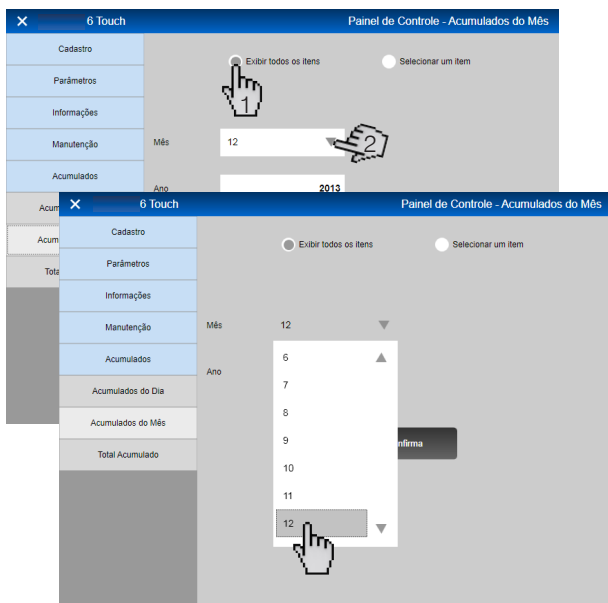 × 6 Touch Painel de Controle - Acumulados do Mês
Cadastro
Exibir todos os itens Selecionar um item
Parâmetros
1
Informações
Manutenção Mês 12 2
Acumulados
Ano 2013
Acum
Acum
Tota
× 6 Touch Painel de Controle - Acumulados do Mês
Cadastro
Exibir todos os itens Selecionar um item
Parâmetros
Informações
Manutenção Mês 12
Acumulados 6
Ano
Acumulados do Dia 7
8
Acumulados do Mês
9 nfirma
Total Acumulado
10
11
12